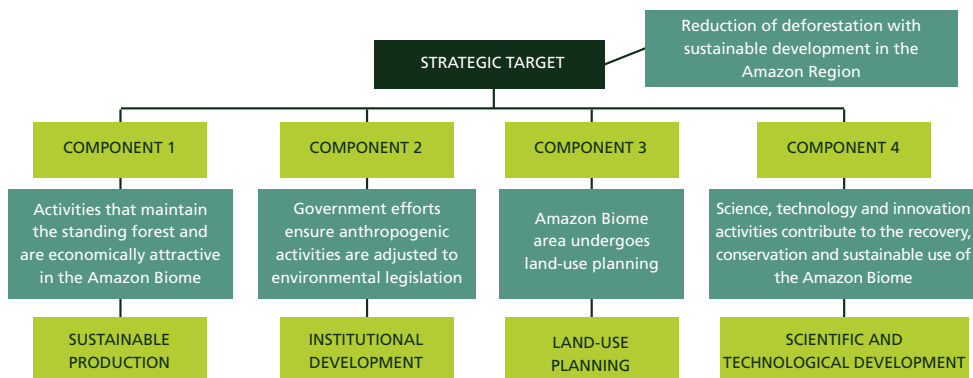 Reduction of deforestation with
sustainable development in the
Amazon Region
STRATEGIC TARGET
COMPONENT 1
COMPONENT 2
COMPONENT 3
COMPONENT 4
Activities that maintain
the standing forest and
are economically attractive
in the Amazon Biome
Government efforts
ensure anthropogenic
activities are adjusted to
environmental legislation
Amazon Biome
area undergoes
land-use planning
Science, technology and innovation
activities contribute to the recovery,
conservation and sustainable use of
the Amazon Biome
SUSTAINABLE
PRODUCTION
INSTITUTIONAL
DEVELOPMENT
LAND-USE
PLANNING
SCIENTIFIC AND
TECHNOLOGICAL DEVELOPMENT